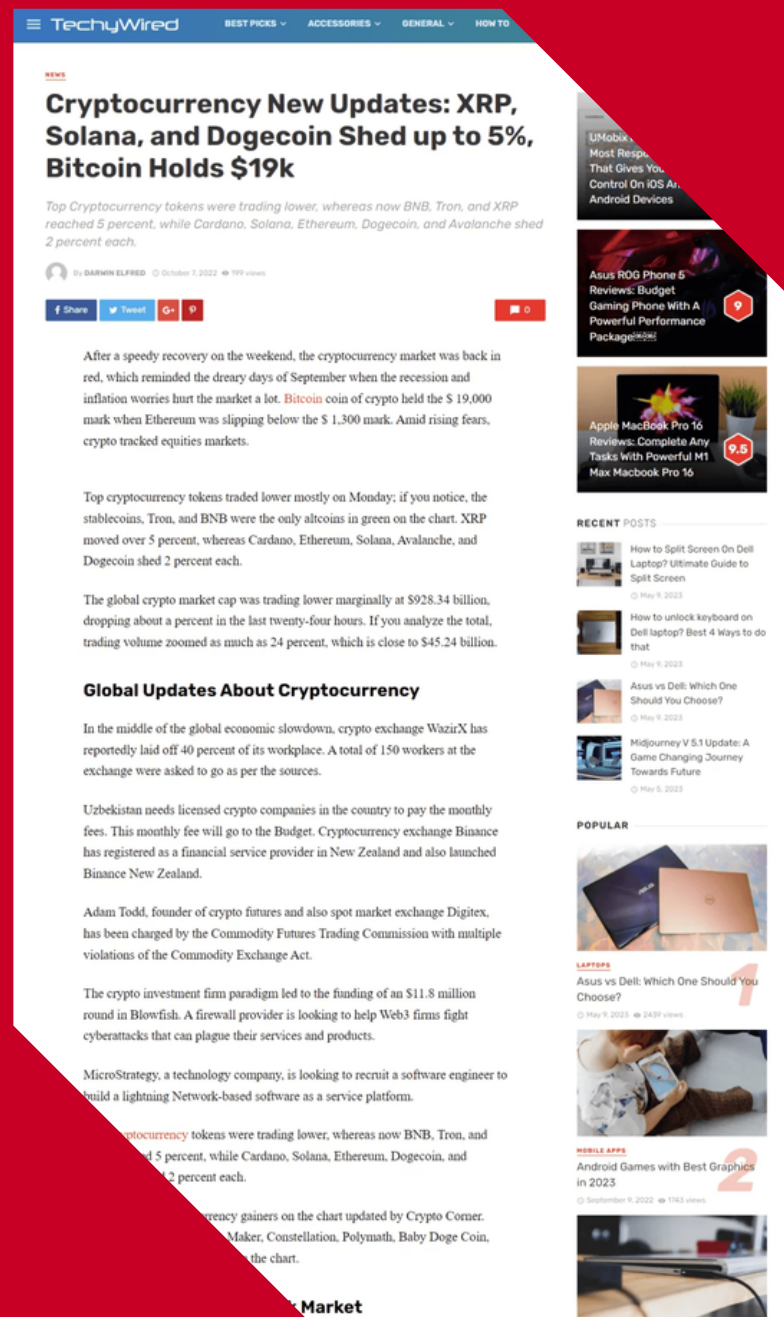 TechyWired
BEST PICKS
ACCESSORIES
GENERAL
HOW TO
NEWS
Cryptocurrency New Updates: XRP,
Solana, and Dogecoin Shed up to 5%,
Bitcoin Holds $19k
Top Cryptocurrency tokens were trading lower, whereas now BNB, Tron, and XRP
reached 5 percent, while Cardano, Solana, Ethereum, Dogecoin, and Avalanche shed
2 percent each.
By DARWIN ELFRED October 7, 2022 199 views
Share
Tweet
G+
0
After a speedy recovery on the weekend, the cryptocurrency market was back in
red, which reminded the dreary days of September when the recession and
inflation worries hurt the market a lot. Bitcoin coin of crypto held the $ 19,000
mark when Ethereum was slipping below the $ 1,300 mark. Amid rising fears,
crypto tracked equities markets.
Top cryptocurrency tokens traded lower mostly on Monday; if you notice, the
stablecoins, Tron, and BNB were the only altcoins in green on the chart. XRP
moved over 5 percent, whereas Cardano, Ethereum, Solana, Avalanche, and
Dogecoin shed 2 percent each.
The global crypto market cap was trading lower marginally at $928.34 billion,
dropping about a percent in the last twenty-four hours. If you analyze the total,
trading volume zoomed as much as 24 percent, which is close to $45.24 billion.
Global Updates About Cryptocurrency
In the middle of the global economic slowdown, crypto exchange WazirX has
reportedly laid off 40 percent of its workplace. A total of 150 workers at the
exchange were asked to go as per the sources.
Uzbekistan needs licensed crypto companies in the country to pay the monthly
fees. This monthly fee will go to the Budget. Cryptocurrency exchange Binance
has registered as a financial service provider in New Zealand and also launched
Binance New Zealand.
Adam Todd, founder of crypto futures and also spot market exchange Digitex,
has been charged by the Commodity Futures Trading Commission with multiple
violations of the Commodity Exchange Act.
The crypto investment firm paradigm led to the funding of an $11.8 million
round in Blowfish. A firewall provider is looking to help Web3 firms fight
cyberattacks that can plague their services and products.
MicroStrategy, a technology company, is looking to recruit a software engineer to
build a lightning Network-based software as a service platform.
tokens were trading lower, whereas now BNB, Tron, and
5 percent, while Cardano, Solana, Ethereum, Dogecoin, and
2 percent each.
gainers on the chart updated by Crypto Corner.
Maker, Constellation, Polymath, Baby Doge Coin,
the chart.
Market
UMobix
Most
That Gives
Control On iOS
Android Devices
Asus ROG Phone 5
Reviews: Budget
Gaming Phone With A
Powerful Performance
Package
9
Apple MacBook Pro 16
Reviews: Complete Any
Tasks With Powerful M1
Max Macbook Pro 16
9.5
RECENT POSTS
How to Split Screen On Dell
Laptop? Ultimate Guide to
Split Screen
May 9, 2023
How to unlock keyboard on
Dell laptop? Best 4 Ways to do
that
May 9, 2023
Asus vs Dell: Which One
Should You Choose?
May 9, 2023
Midjourney V 5.1 Update: A
Game Changing Journey
Towards Future
May 5, 2023
POPULAR
LAPTOPS
1
Asus vs Dell: Which One Should You
Choose?
May 9, 2023 2439 views
MOBILE APPS
2
Android Games with Best Graphics
in 2023
September 9, 2022 1743 views